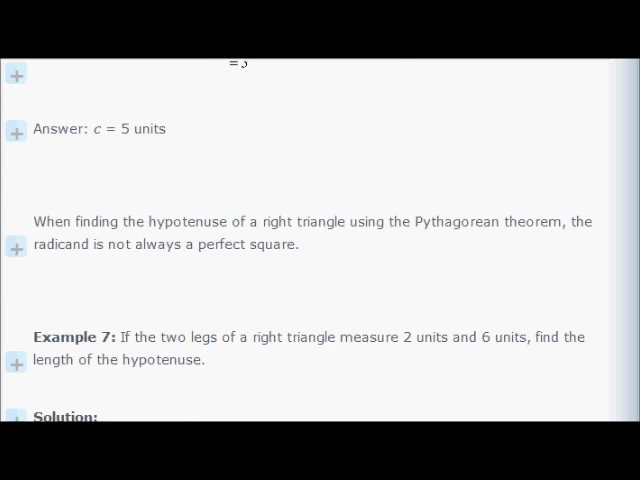 = 5
Answer: c = 5 units
When finding the hypotenuse of a right triangle using the Pythagorean theorem, the
radicand is not always a perfect square.
Example 7: If the two legs of a right triangle measure 2 units and 6 units, find the
length of the hypotenuse.
Solution: